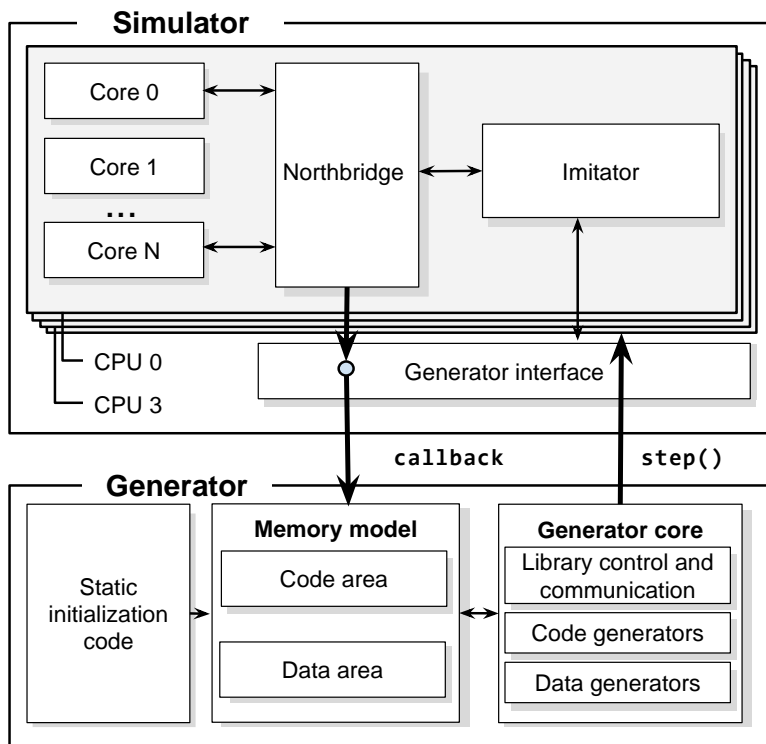 Simulator
Core 0
Core 1
...
Core N
Northbridge
Imitator
CPU 0
CPU 3
Generator interface
callback
step()
Generator
Static
initialization
code
Memory model
Code area
Data area
Generator core
Library control and
communication
Code generators
Data generators